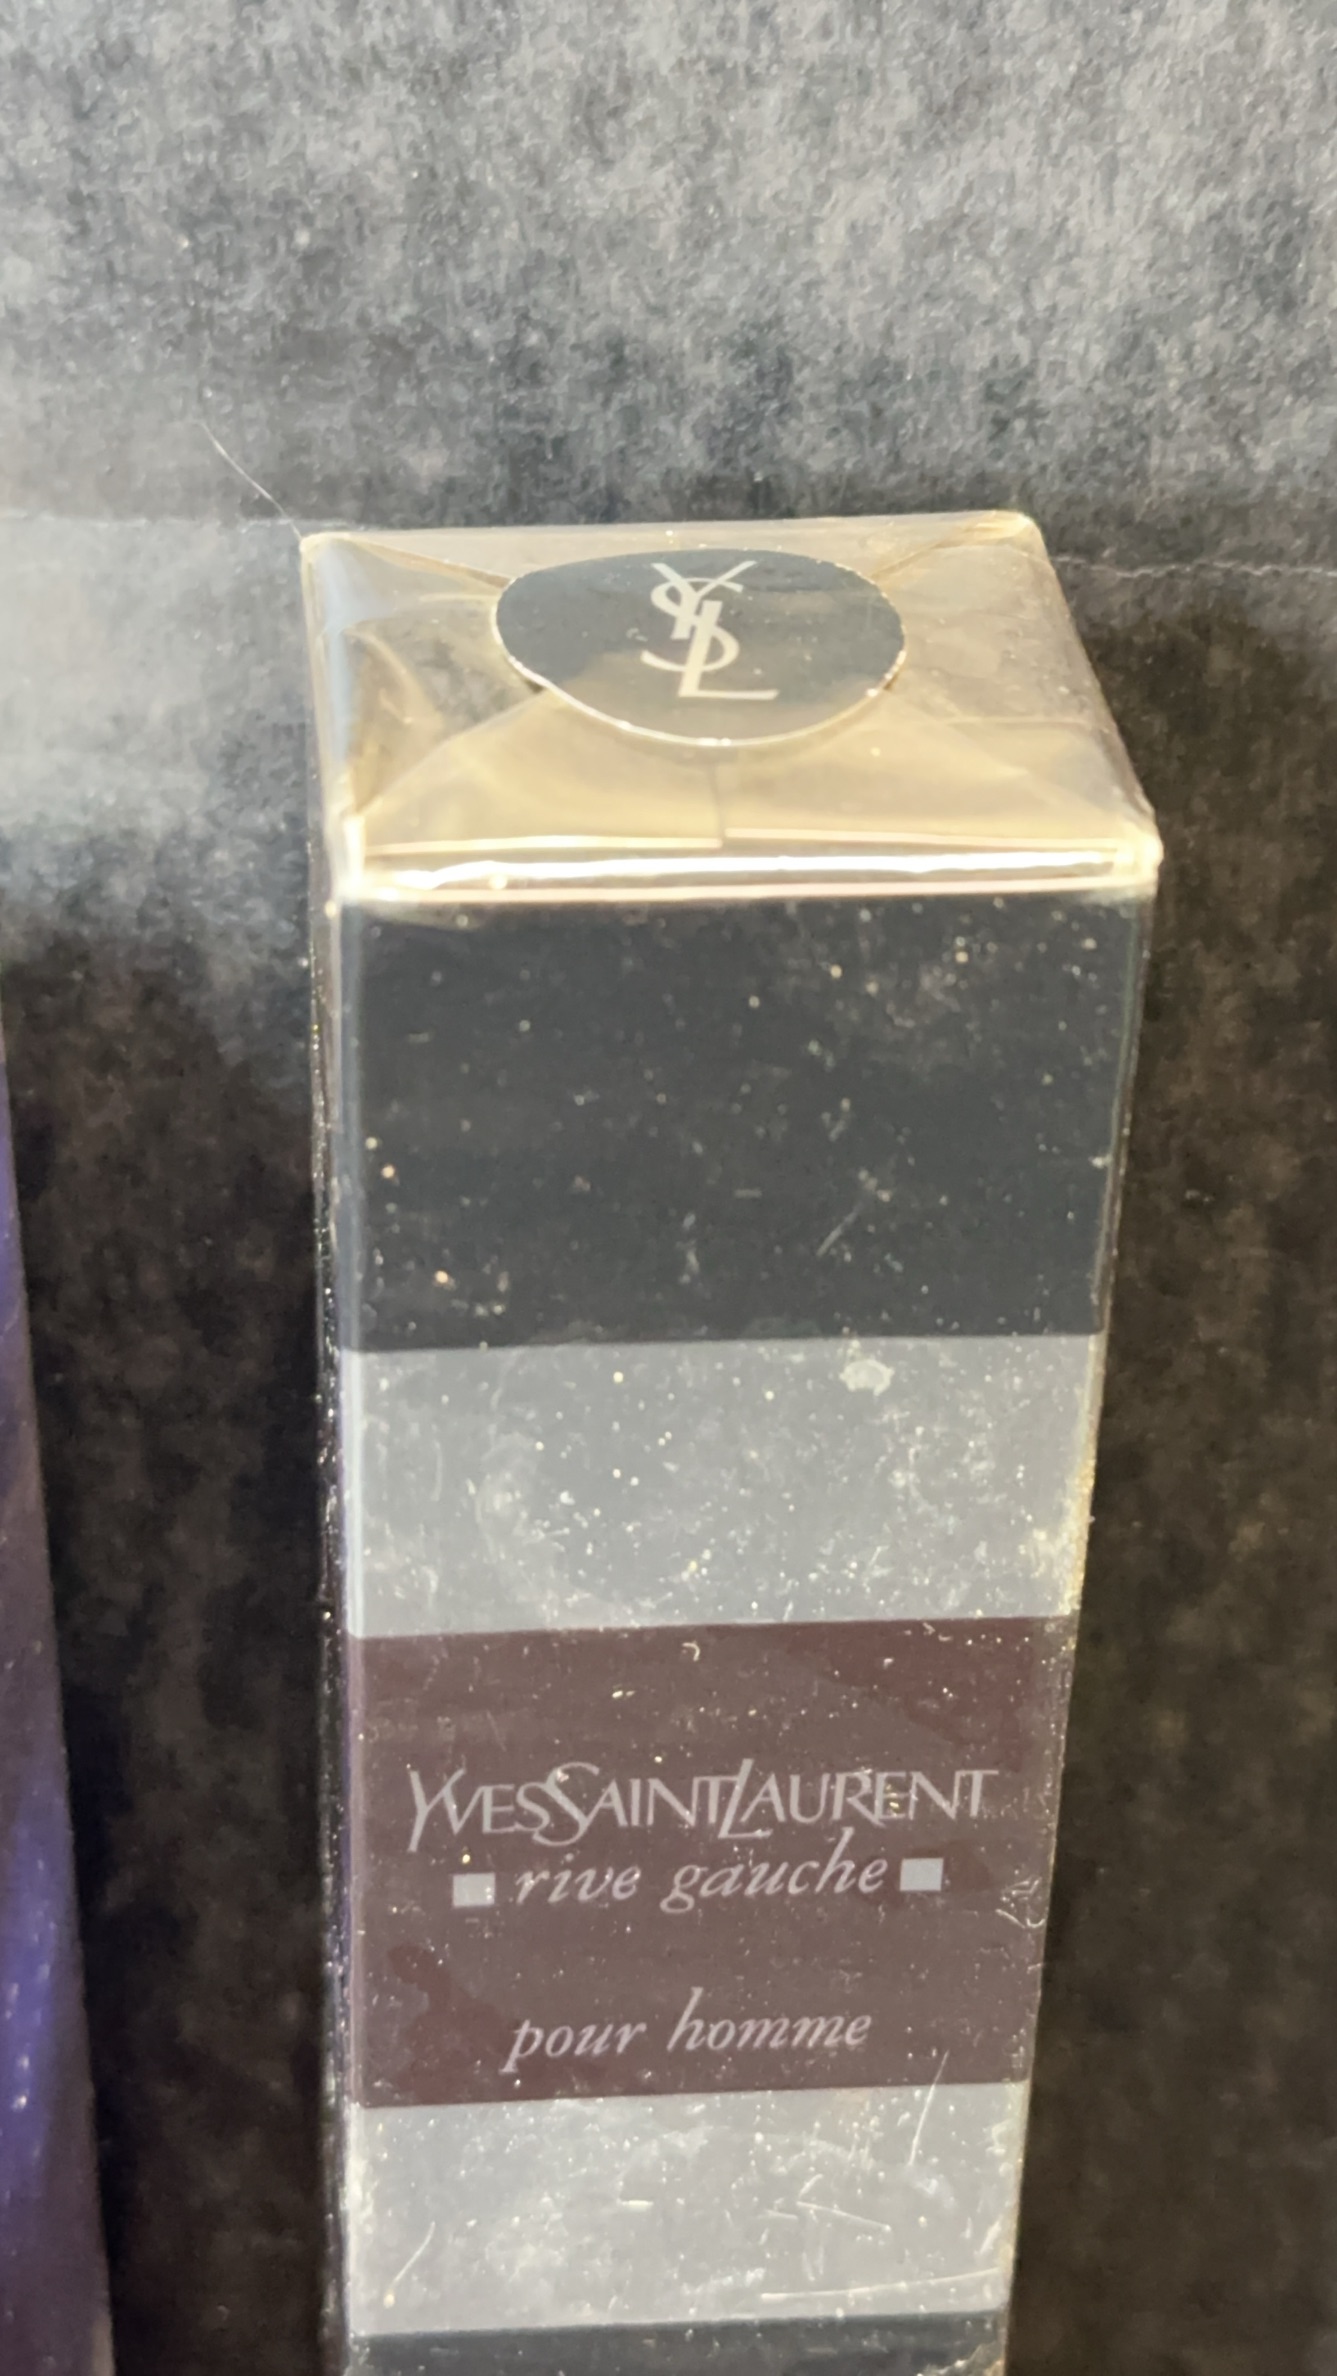 YSL
YVESSAINTLAURENT
rive gauche
pour homme